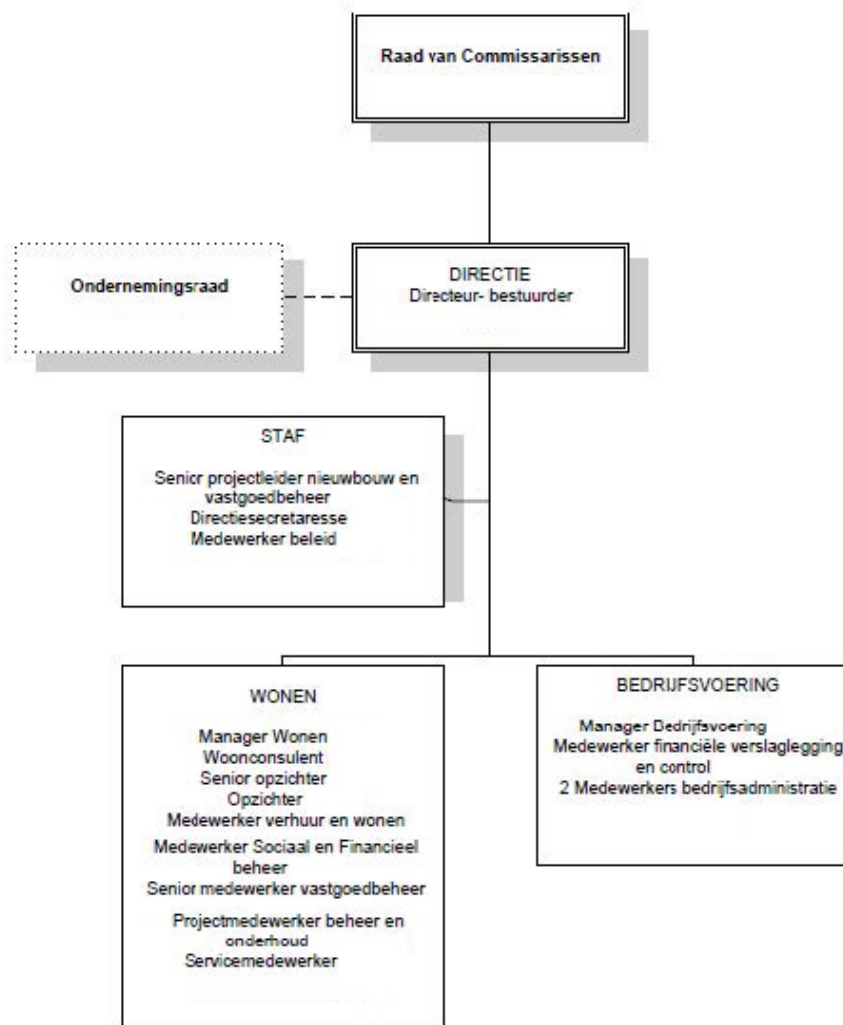 Raad van Commissarissen
Ondernemingsraad
DIRECTIE
Directeur- bestuurder
STAF
Senior projectleider nieuwbouw en
vastgoedbeheer
Directiesecretaresse
Medewerker beleid
WONEN
Manager Wonen
Woonconsulent
Senior opzichter
Opzichter
Medewerker verhuur en wonen
Medewerker Sociaal en Financieel
beheer
Senior medewerker vastgoedbeheer
Projectmedewerker beheer en
onderhoud
Servicemedewerker
BEDRIJFSVOERING
Manager Bedrijfsvoering
Medewerker financiële verslaglegging
en control
2 Medewerkers bedrijfsadministratie